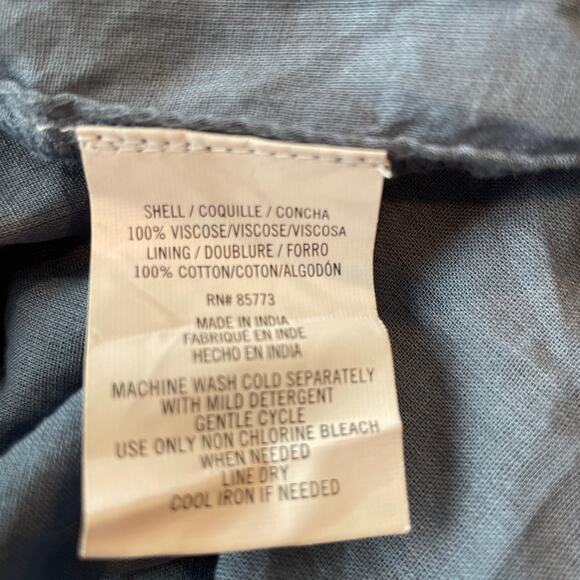 SHELL / COQUILLE / CONCHA
100% VISCOSE/VISCOSE/VISCOSA
LINING / DOUBLURE / FORRO
100% COTTON/COTON/ALGODÓN
RN# 85773
MADE IN INDIA
FABRIQUÉ EN INDE
HECHO EN INDIA
MACHINE WASH COLD SEPARATELY
WITH MILD DETERGENT
GENTLE CYCLE
USE ONLY NON CHLORINE BLEACH
WHEN NEEDED
LINE DRY
COOL IRON IF NEEDED